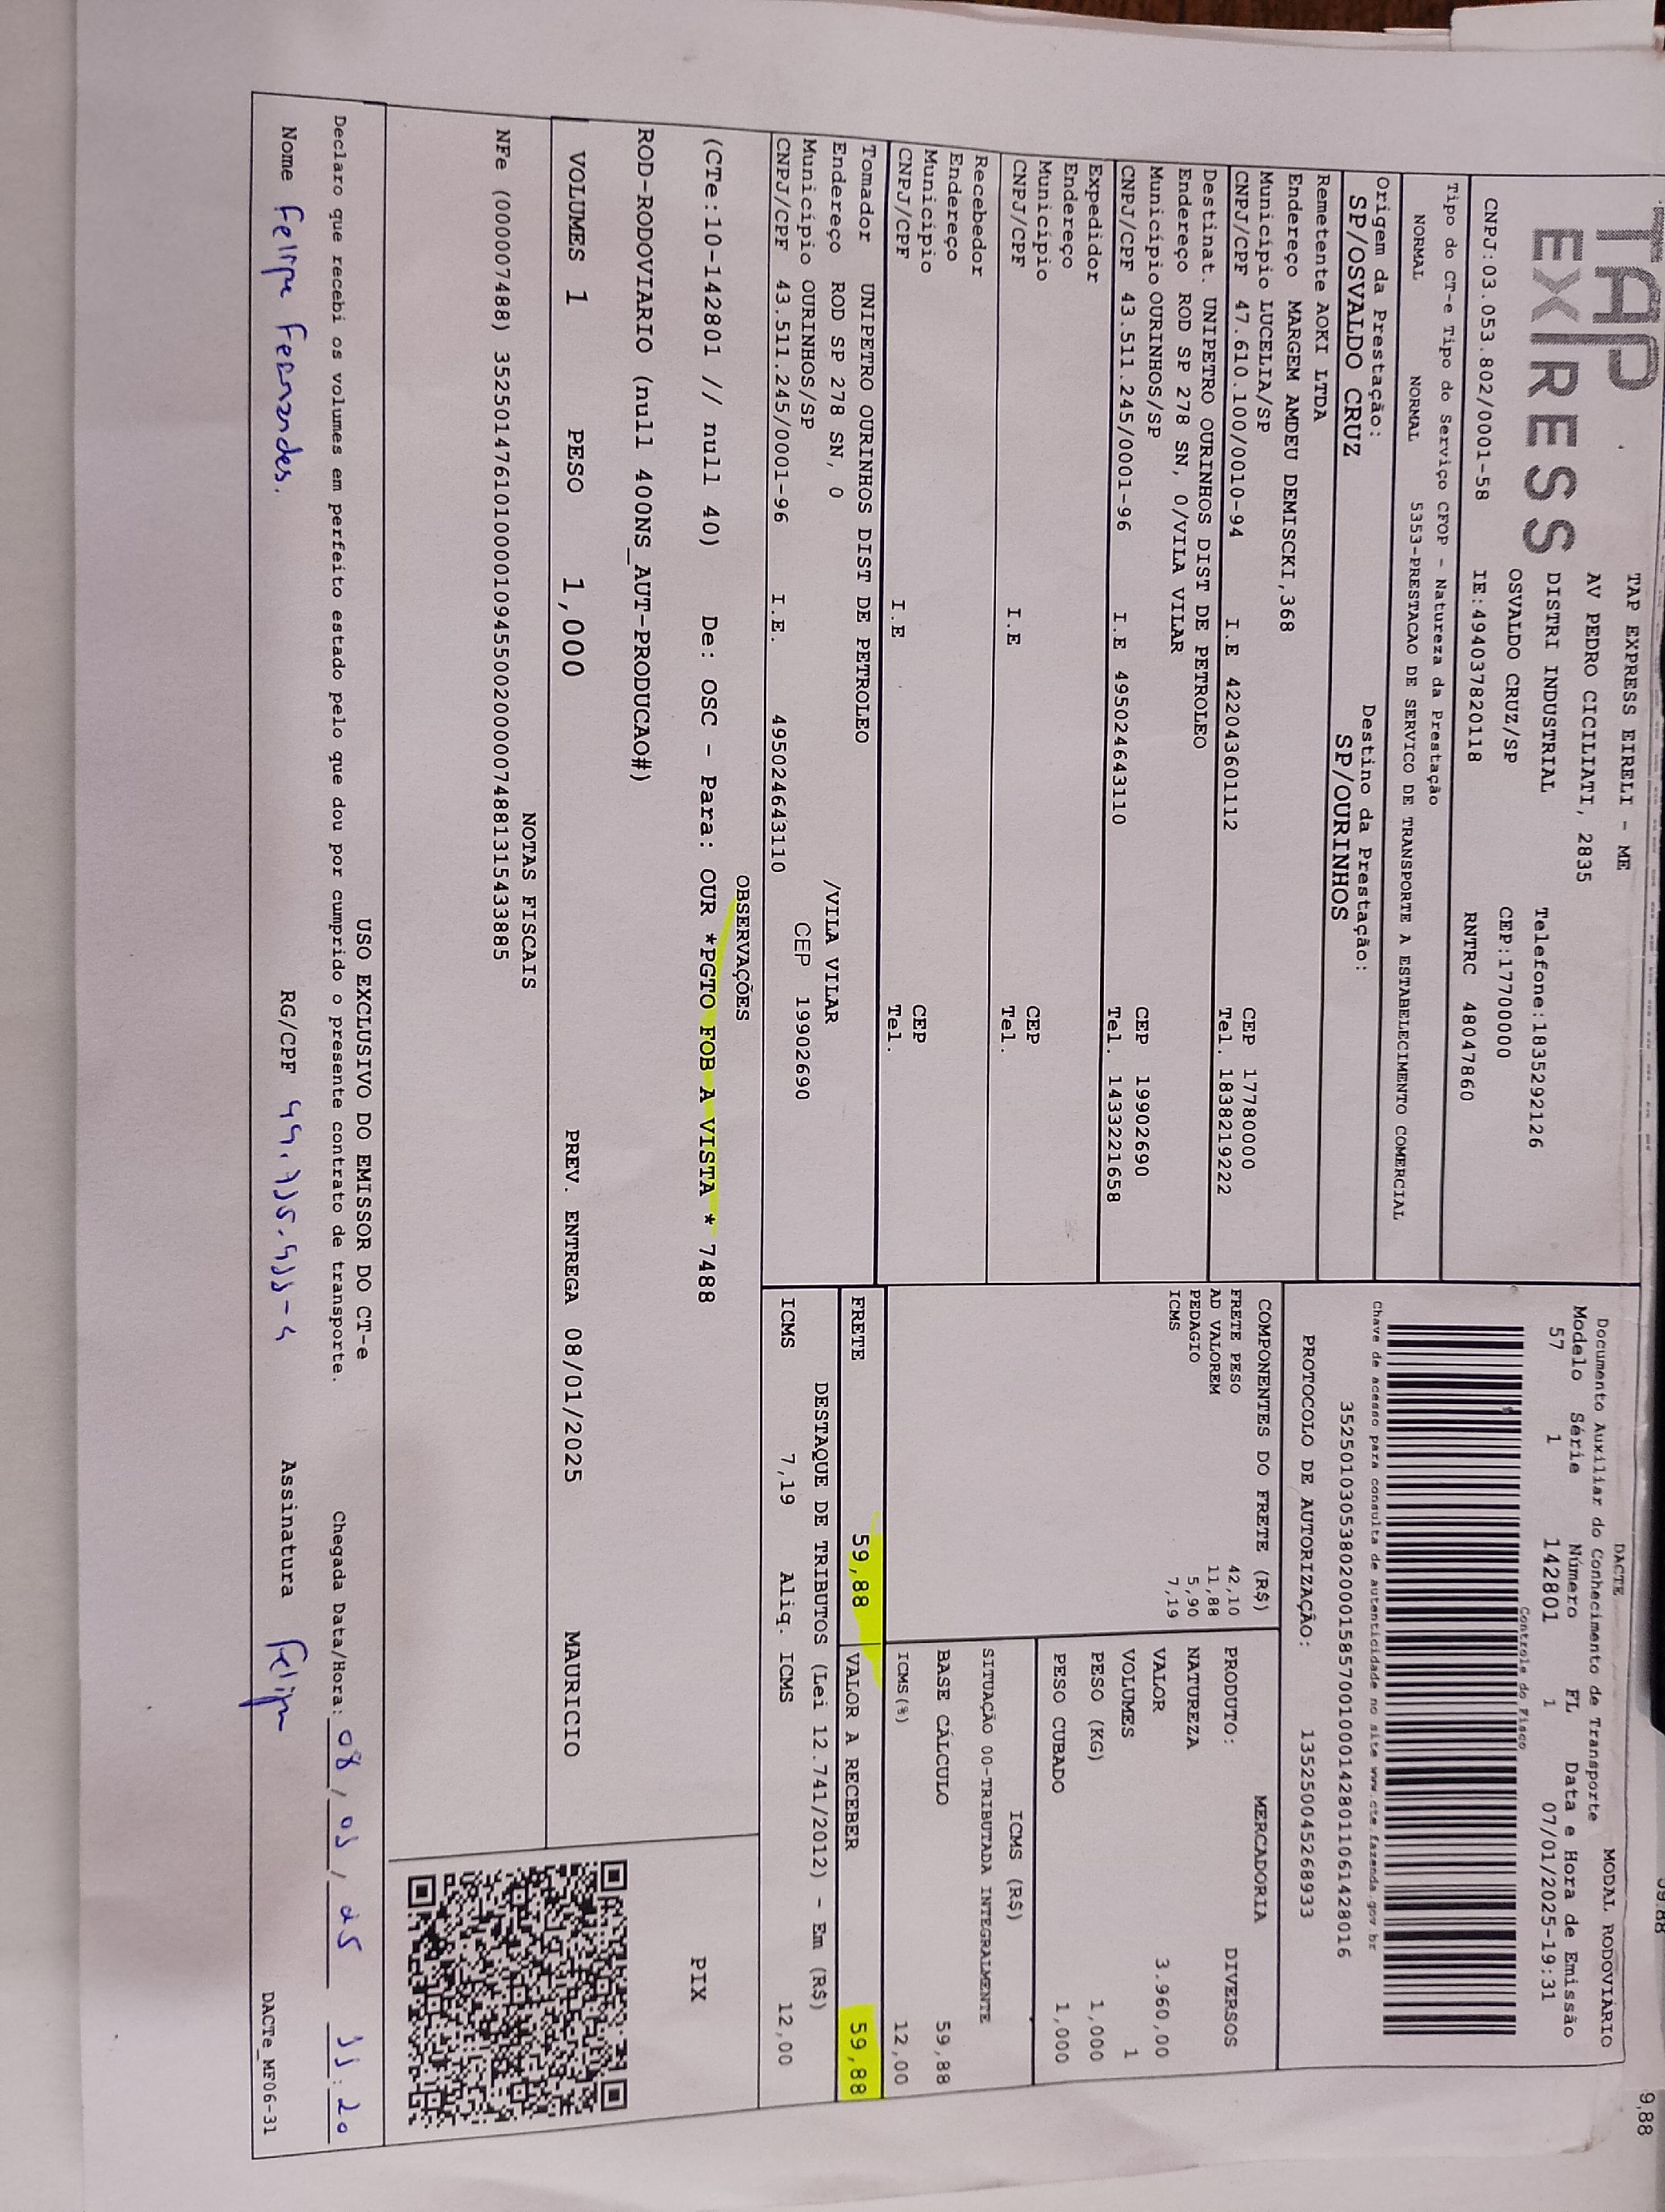 TAP
EXPRESS
TAP EXPRESS EIRELI - ME
AV PEDRO CICILIATI, 2835
DISTRI INDUSTRIAL
Telefone:1835292126
OSVALDO CRUZ/SP
CEP:17700000
CNPJ:03.053.802/0001-58
IE:494037820118
RNTRC 48047860
Tipo do CT-e Tipo do Serviço CFOP - Natureza da Prestação
NORMAL NORMAL 5353-PRESTACAO DE SERVICO DE TRANSPORTE A ESTABELECIMENTO COMERCIAL
Origem da Prestação:
SP/OSVALDO CRUZ
Destino da Prestação:
SP/OURINHOS
DACTE
MODAL RODOVIÁRIO
Documento Auxiliar do Conhecimento de Transporte
Modelo Série Número FL Data e Hora de Emissão
57 1 142801 1 07/01/2025-19:31
Controle do Fisco
Chave de acesso para consulta de autenticidade no site www.cte.fazenda.gov.br
35250103053802000158570010001428011061428016
PROTOCOLO DE AUTORIZAÇÃO: 135250045268933
Remetente AOKI LTDA
Endereço MARGEM AMDEU DEMISCKI,368
Município LUCELIA/SP CEP 17780000
CNPJ/CPF 47.610.100/0010-94 I.E 422043601112 Tel. 1838219222
Destinat. UNIPETRO OURINHOS DIST DE PETROLEO
Endereço ROD SP 278 SN, 0/VILA VILAR
Município OURINHOS/SP CEP 19902690
CNPJ/CPF 43.511.245/0001-96 I.E 495024643110 Tel. 1433221658
Expedidor
Endereço
Município CEP
CNPJ/CPF I.E Tel.
Recebedor
Endereço
Município CEP
CNPJ/CPF I.E Tel.
Tomador UNIPETRO OURINHOS DIST DE PETROLEO
Endereço ROD SP 278 SN, 0 /VILA VILAR
Município OURINHOS/SP CEP 19902690
CNPJ/CPF 43.511.245/0001-96 I.E. 495024643110
COMPONENTES DO FRETE (R$)
FRETE PESO 42,10
AD VALOREM 11,88
PEDAGIO 5,90
ICMS 7,19
MERCADORIA
PRODUTO: DIVERSOS
NATUREZA
VALOR 3.960,00
VOLUMES 1
PESO (KG) 1,000
PESO CUBADO 1,000
ICMS (R$)
SITUAÇÃO 00-TRIBUTADA INTEGRALMENTE
BASE CÁLCULO 59,88
ICMS(%) 12,00
FRETE 59,88 VALOR A RECEBER 59,88
DESTAQUE DE TRIBUTOS (Lei 12.741/2012) - Em (R$)
ICMS 7,19 Aliq. ICMS 12,00
OBSERVAÇÕES
(CTe:10-142801 // null 40) De: OSC - Para: OUR *PGTO FOB A VISTA * 7488
ROD-RODOVIARIO (null 400NS_AUT-PRODUCAO#)
PIX
VOLUMES 1 PESO 1,000 PREV. ENTREGA 08/01/2025 MAURICIO
NOTAS FISCAIS
NFe (000007488) 35250147610100001094550020000074881315433885
USO EXCLUSIVO DO EMISSOR DO CT-e
Declaro que recebi os volumes em perfeito estado pelo que dou por cumprido o presente contrato de transporte. Chegada Data/Hora: 08/01/25 11:20
Nome Felipe Fernandes. RG/CPF Assinatura Felipe
DACTe_MF06-31
9,88